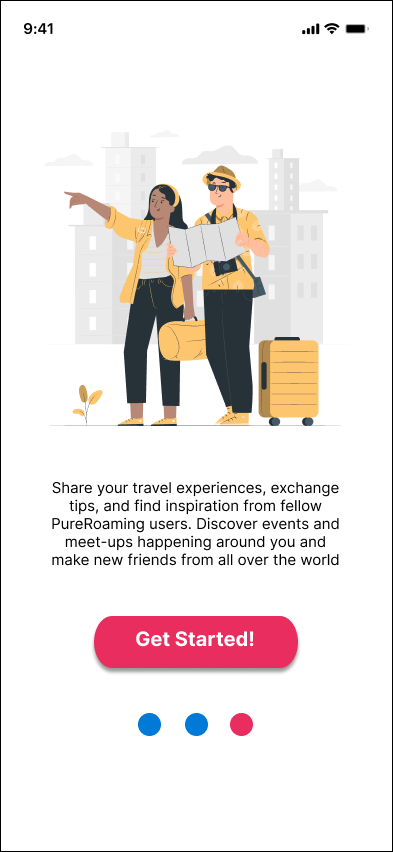 9:41
Share your travel experiences, exchange
tips, and find inspiration from fellow
PureRoaming users. Discover events and
meet-ups happening around you and
make new friends from all over the world
Get Started!